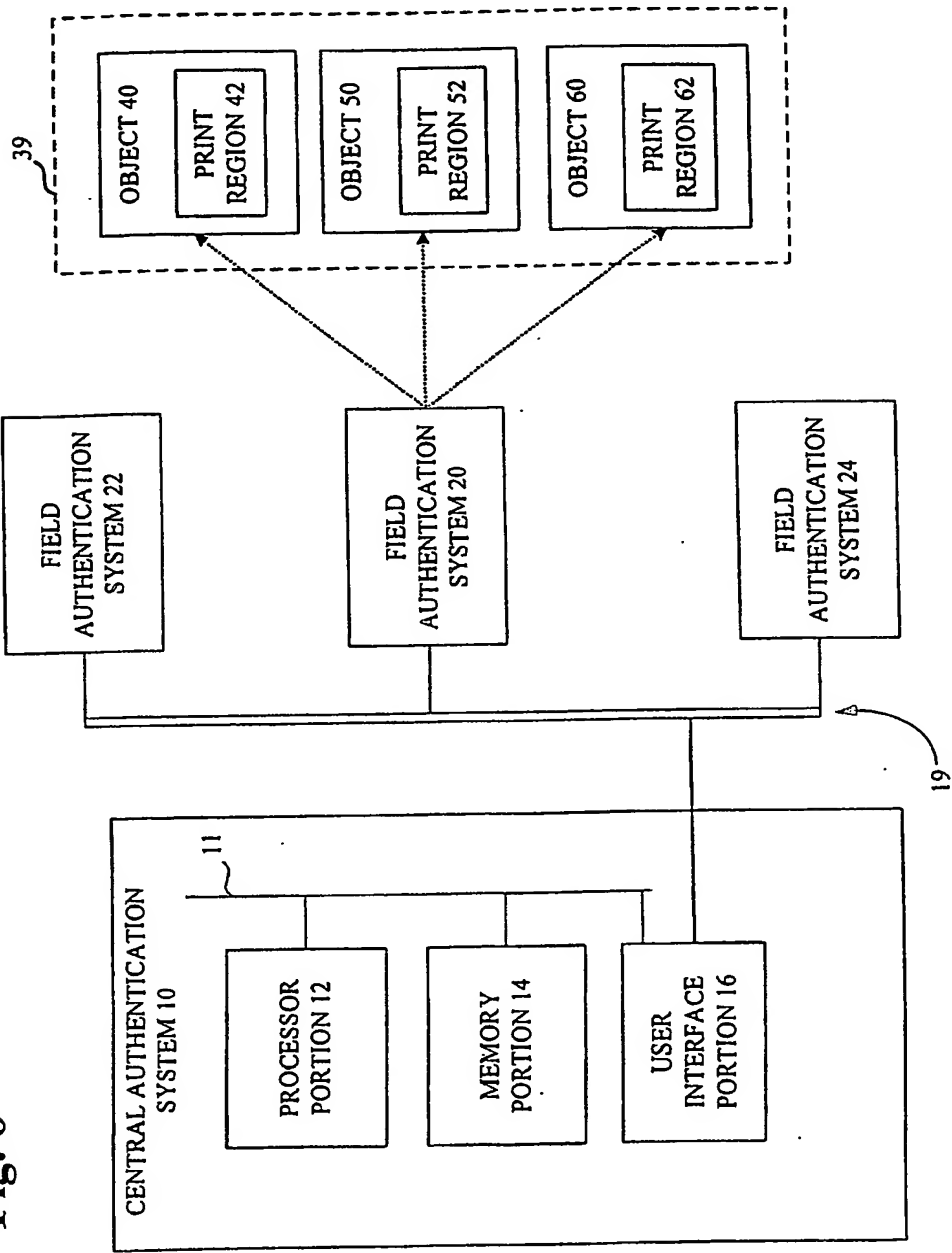 Fig.
CENTRAL AUTHENTICATION
SYSTEM 10
11
PROCESSOR
PORTION 12
MEMORY
PORTION 14
USER
INTERFACE
PORTION 16
19
FIELD
AUTHENTICATION
SYSTEM 22
FIELD
AUTHENTICATION
SYSTEM 20
FIELD
AUTHENTICATION
SYSTEM 24
39
OBJECT 40
PRINT
REGION 42
OBJECT 50
PRINT
REGION 52
OBJECT 60
PRINT
REGION 62